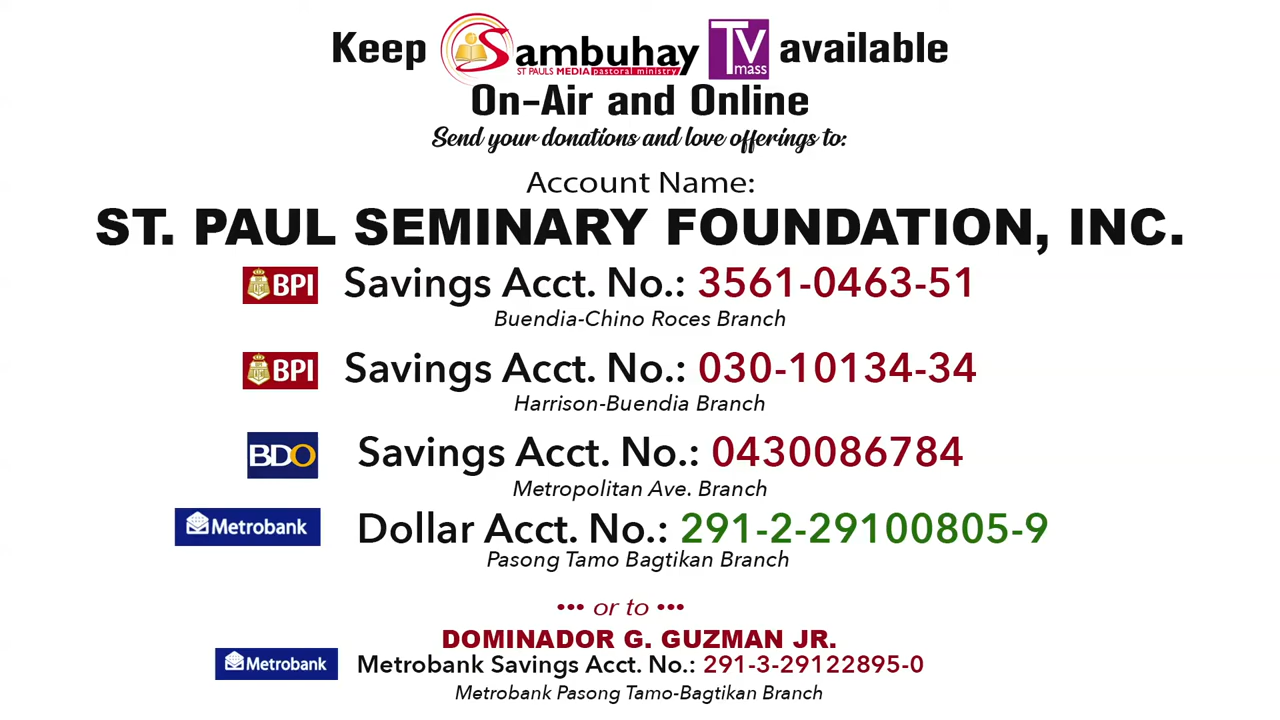 Keep Sambuhay TV mass available
ST PAULS MEDIA pastoral ministry
On-Air and Online
Send your donations and love offerings to:
Account Name:
ST. PAUL SEMINARY FOUNDATION, INC.
BPI Savings Acct. No.: 3561-0463-51
Buendia-Chino Roces Branch
BPI Savings Acct. No.: 030-10134-34
Harrison-Buendia Branch
BDO Savings Acct. No.: 0430086784
Metropolitan Ave. Branch
Metrobank Dollar Acct. No.: 291-2-29100805-9
Pasong Tamo Bagtikan Branch
••• or to •••
DOMINADOR G. GUZMAN JR.
Metrobank Metrobank Savings Acct. No.: 291-3-29122895-0
Metrobank Pasong Tamo-Bagtikan Branch